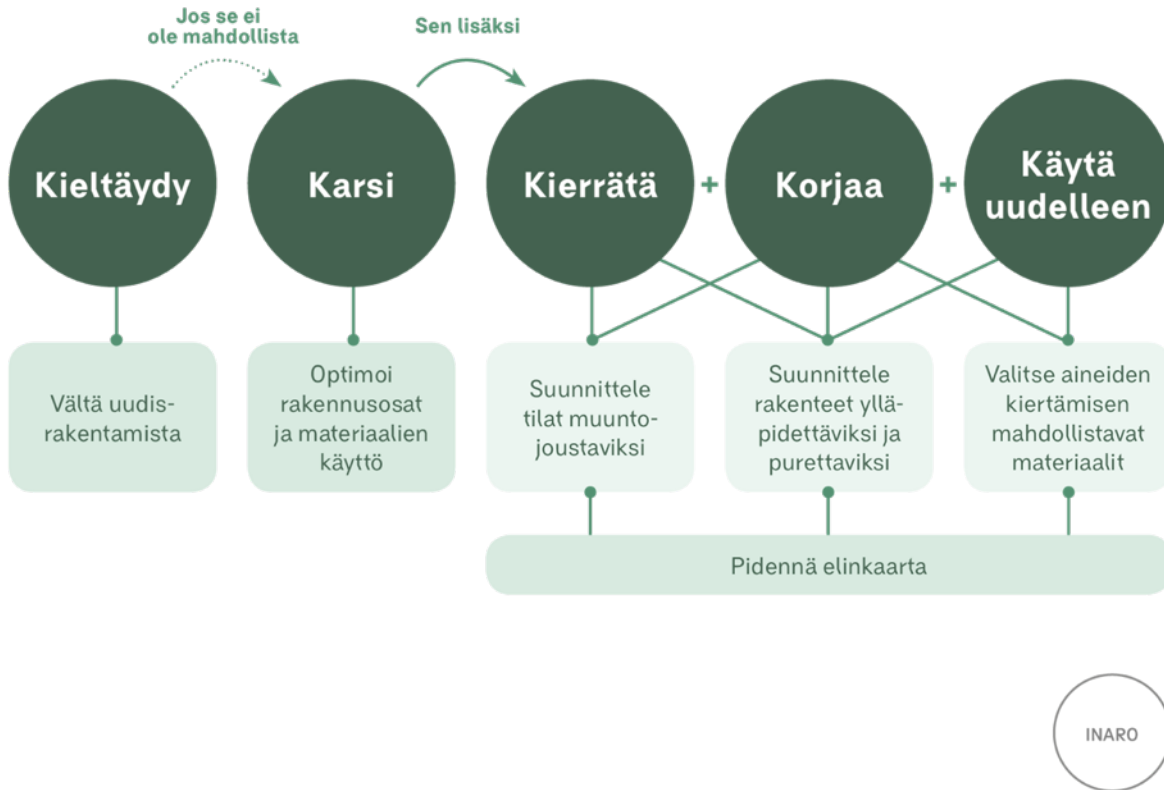 Jos se ei
ole mahdollista
Sen lisäksi
Kieltäydy
Karsi
Kierrätä
+
Korjaa
+
Käytä
uudelleen
Vältä uudis-
rakentamista
Optimoi
rakennusosat
ja materiaalien
käyttö
Suunnittele
tilat muunto-
joustaviksi
Suunnittele
rakenteet yllä-
pidettäviksi ja
purettaviksi
Valitse aineiden
kiertämisen
mahdollistavat
materiaalit
Pidennä elinkaarta
INARO